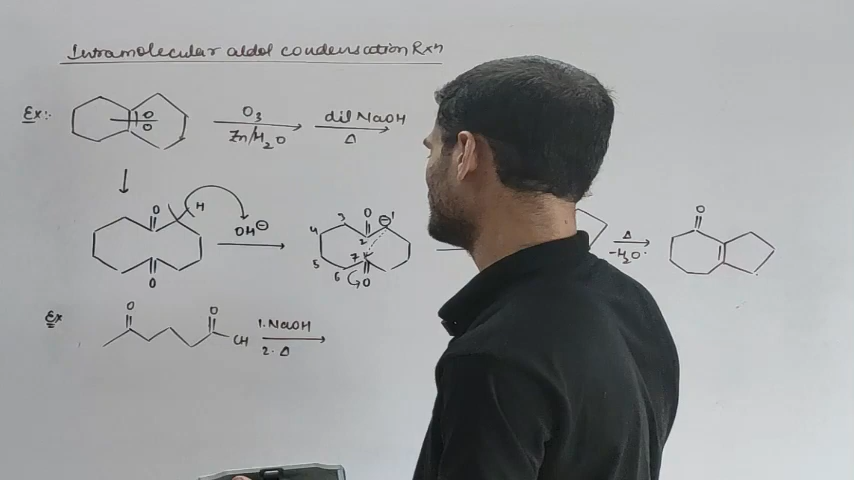 Intramolecular aldol condensation Rxn
Ex:-
O
O
O3
Zn/H2O
dil NaOH
Δ
O
H
O
OH⊖
4
3
O
2
⊖
1
5
6
7
O
Δ
-H2O.
O
Ex
O
O
CH
1. NaOH
2. Δ